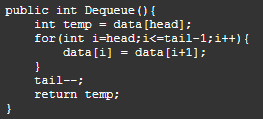 public int Dequeue(){
    int temp = data[head];
    for(int i=head;i<=tail-1;i++){
        data[i] = data[i+1];
    }
    tail--;
    return temp;
}